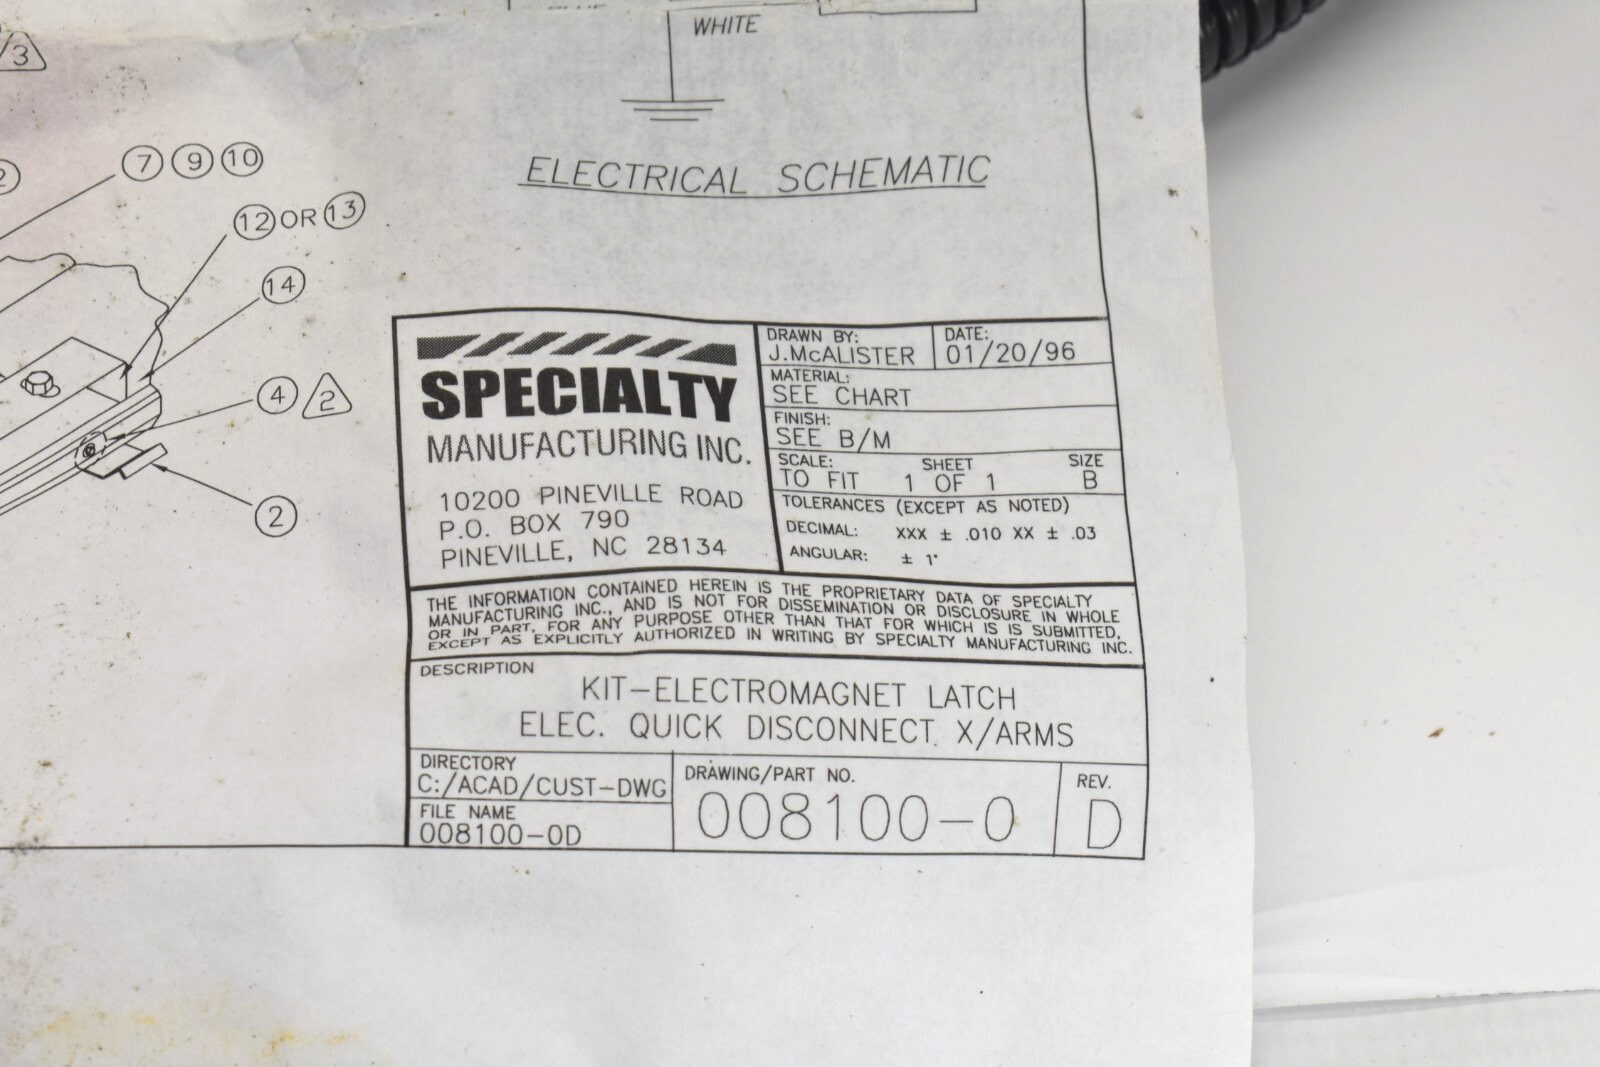 WHITE
3
7 9 10
2
ELECTRICAL SCHEMATIC
12 OR 13
14
4 2
2
SPECIALTY
MANUFACTURING INC.
10200 PINEVILLE ROAD
P.O. BOX 790
PINEVILLE, NC 28134
DRAWN BY:
J.McALISTER
DATE:
01/20/96
MATERIAL:
SEE CHART
FINISH:
SEE B/M
SCALE: SHEET SIZE
TO FIT 1 OF 1 B
TOLERANCES (EXCEPT AS NOTED)
DECIMAL: XXX ± .010 XX ± .03
ANGULAR: ± 1°
THE INFORMATION CONTAINED HEREIN IS THE PROPRIETARY DATA OF SPECIALTY
MANUFACTURING INC., AND IS NOT FOR DISSEMINATION OR DISCLOSURE IN WHOLE
OR IN PART, FOR ANY PURPOSE OTHER THAN THAT FOR WHICH IS IS SUBMITTED,
EXCEPT AS EXPLICITLY AUTHORIZED IN WRITING BY SPECIALTY MANUFACTURING INC.
DESCRIPTION
KIT-ELECTROMAGNET LATCH
ELEC. QUICK DISCONNECT X/ARMS
DIRECTORY
C:/ACAD/CUST-DWG
FILE NAME
008100-0D
DRAWING/PART NO.
008100-0
REV.
D